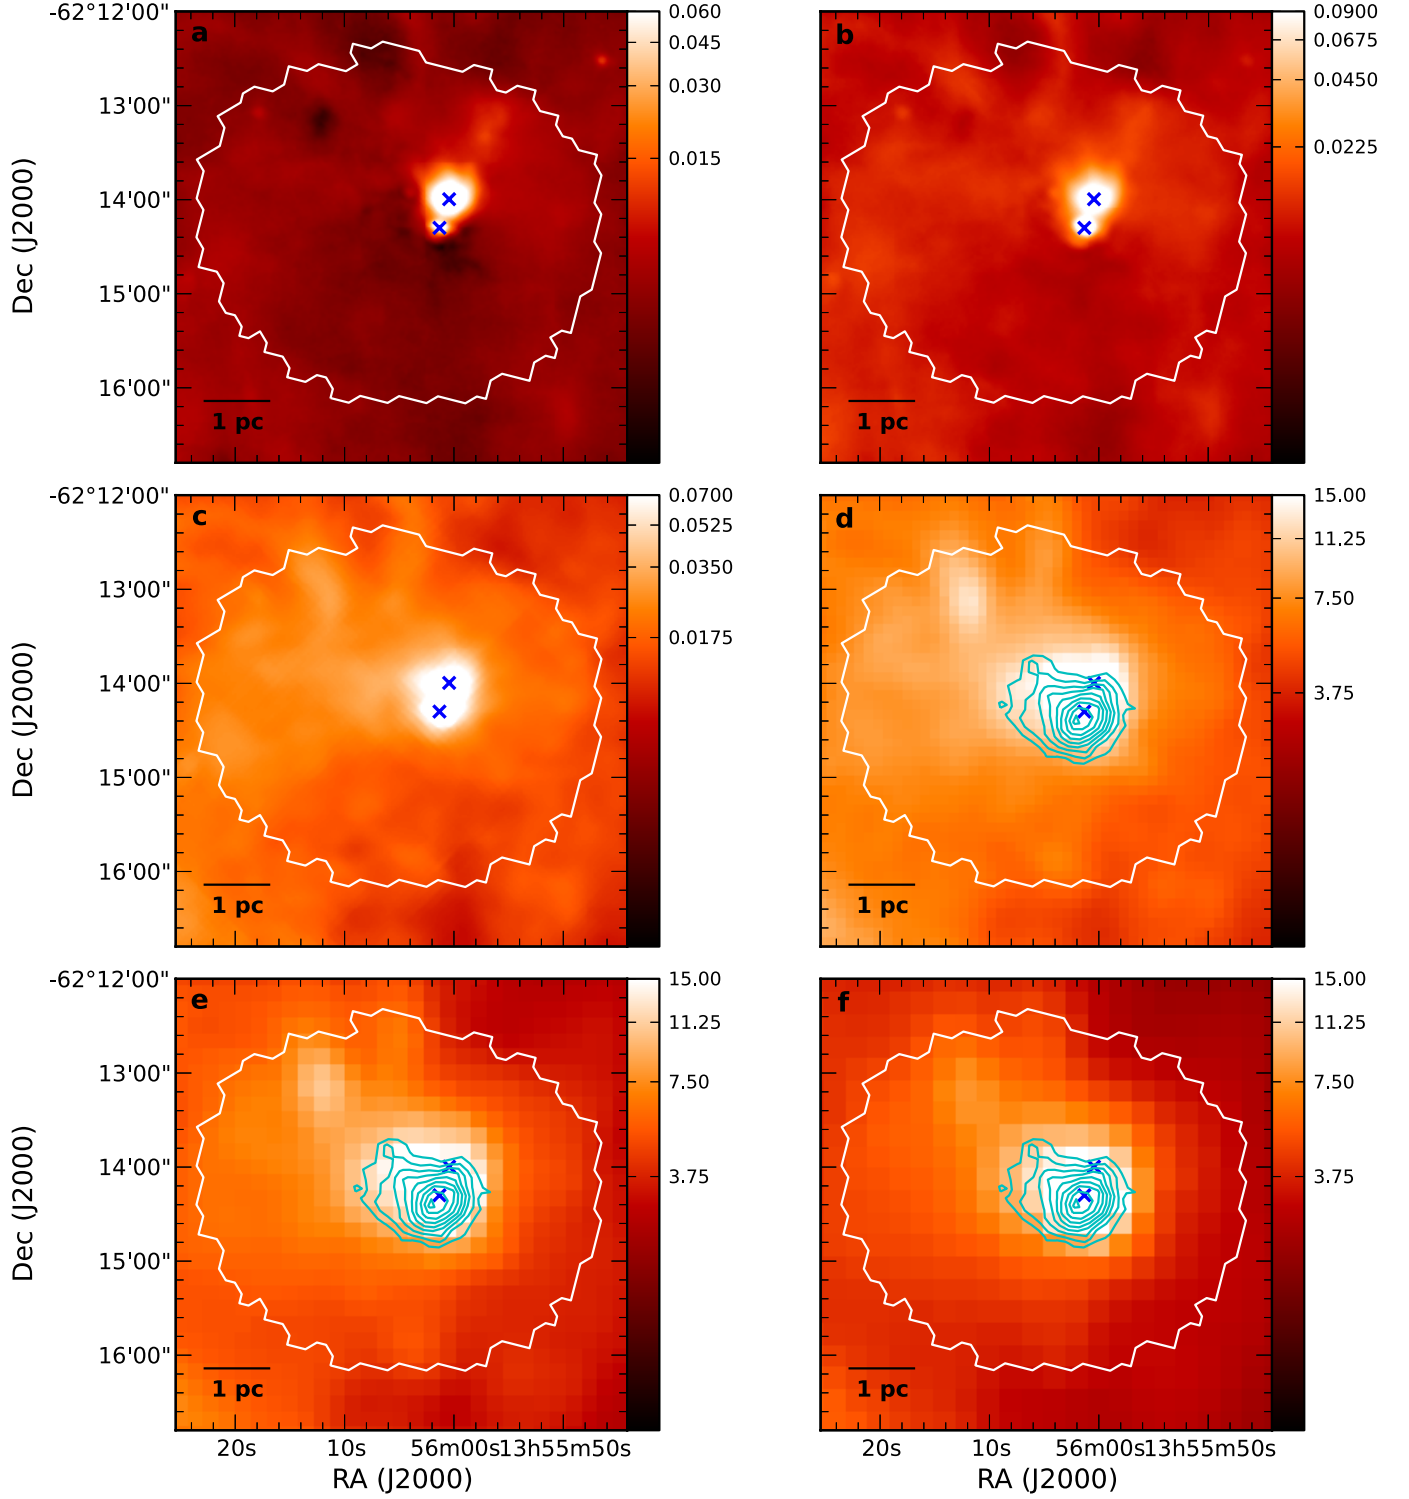 -62°12'00"
13'00"
14'00"
15'00"
16'00"
Dec (J2000)
a
1 pc
0.060
0.045
0.030
0.015
b
1 pc
0.0900
0.0675
0.0450
0.0225
-62°12'00"
13'00"
14'00"
15'00"
16'00"
Dec (J2000)
c
1 pc
0.0700
0.0525
0.0350
0.0175
d
1 pc
15.00
11.25
7.50
3.75
-62°12'00"
13'00"
14'00"
15'00"
16'00"
Dec (J2000)
e
1 pc
15.00
11.25
7.50
3.75
f
1 pc
15.00
11.25
7.50
3.75
20s 10s 56m00s 13h55m50s
RA (J2000)
20s 10s 56m00s 13h55m50s
RA (J2000)